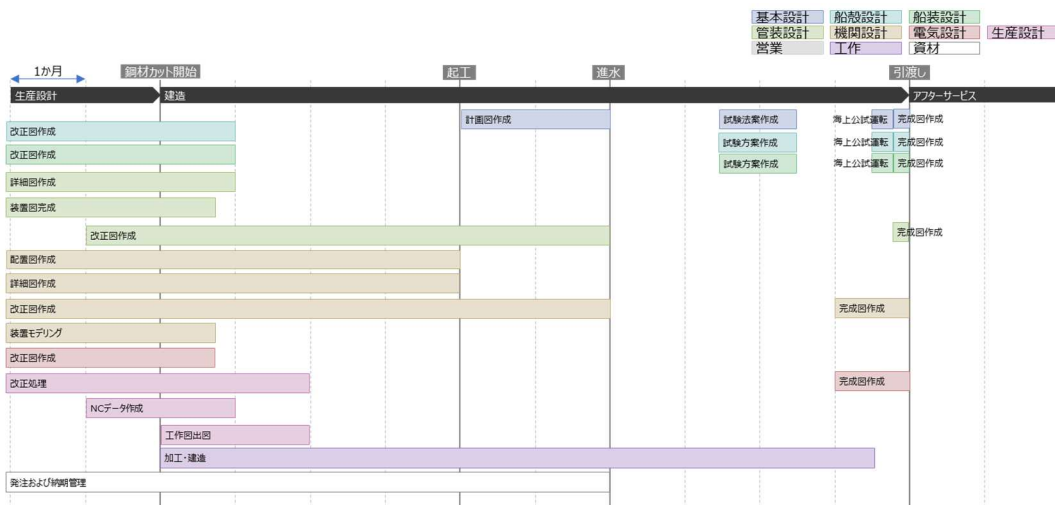 基本設計 船殻設計 船装設計
管装設計 機関設計 電気設計 生産設計
営業 工作 資材
1か月 鋼材カット開始 起工 進水 引渡し
生産設計 建造 アフターサービス
計画図作成 試験法案作成 海上公試運転 完成図作成
改正図作成
試験方案作成 海上公試運転 完成図作成
改正図作成
試験方案作成 海上公試運転 完成図作成
詳細図作成
装置図完成
改正図作成 完成図作成
配置図作成
詳細図作成
改正図作成 完成図作成
装置モデリング
改正図作成
改正処理 完成図作成
NCデータ作成
工作図出図
加工・建造
発注および納期管理